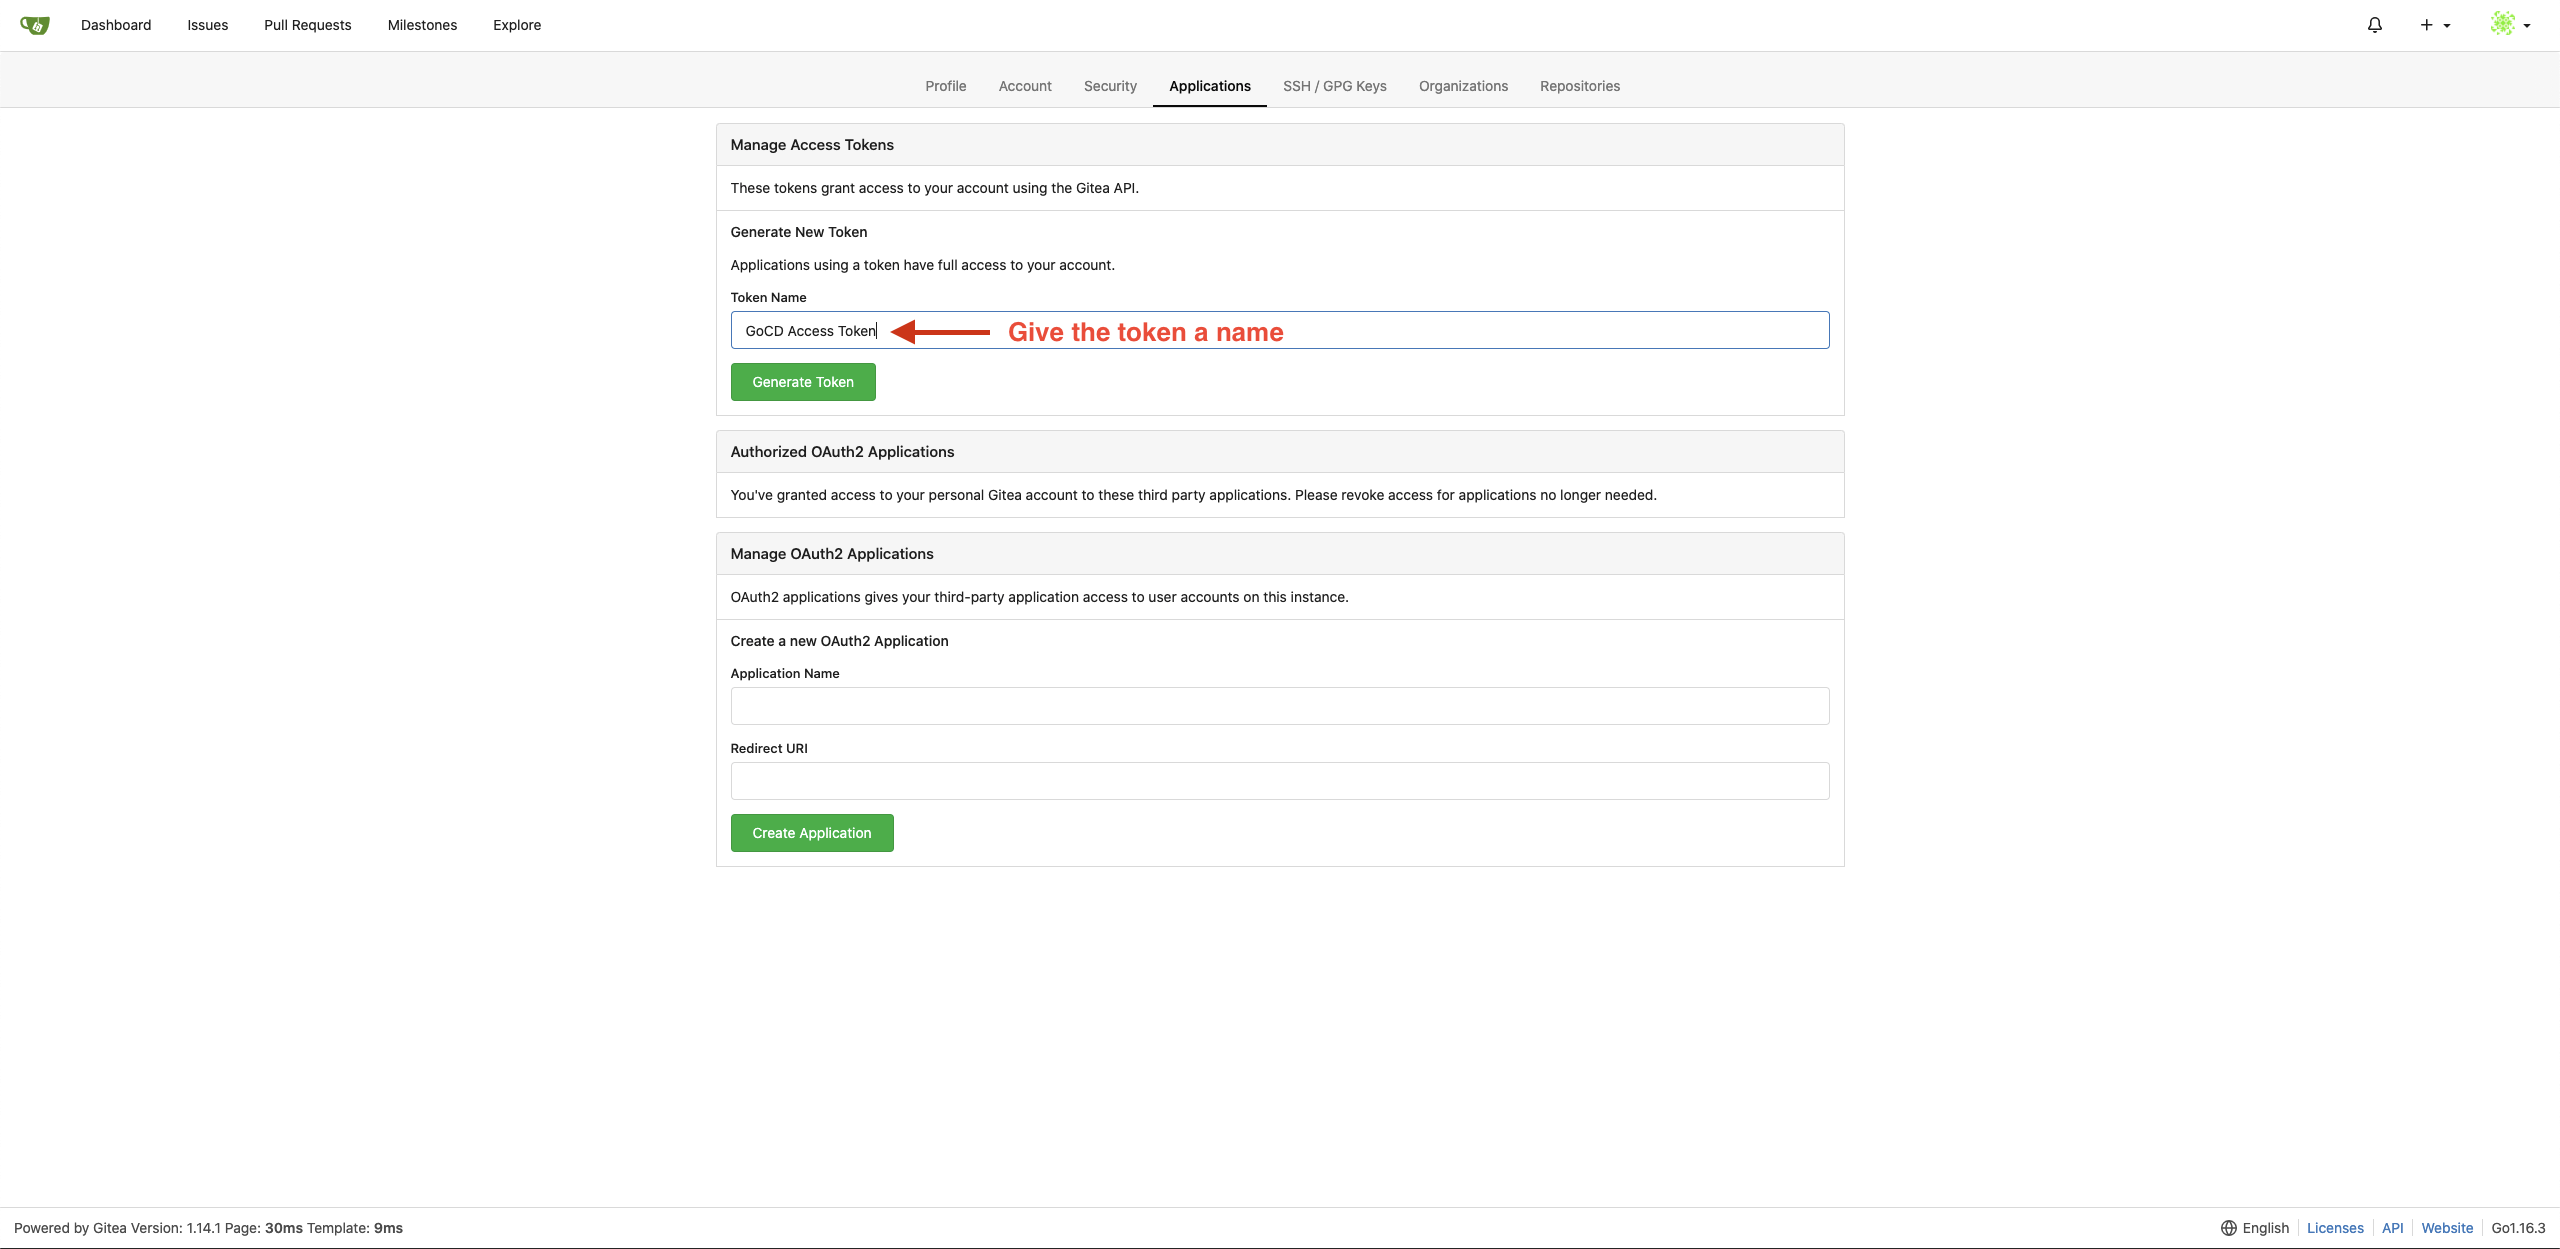 Dashboard Issues Pull Requests Milestones Explore
Profile Account Security Applications SSH / GPG Keys Organizations Repositories
Manage Access Tokens
These tokens grant access to your account using the Gitea API.
Generate New Token
Applications using a token have full access to your account.
Token Name
GoCD Access Token Give the token a name
Generate Token
Authorized OAuth2 Applications
You've granted access to your personal Gitea account to these third party applications. Please revoke access for applications no longer needed.
Manage OAuth2 Applications
OAuth2 applications gives your third-party application access to user accounts on this instance.
Create a new OAuth2 Application
Application Name
Redirect URI
Create Application
Powered by Gitea Version: 1.14.1 Page: 30ms Template: 9ms English Licenses API Website Go1.16.3